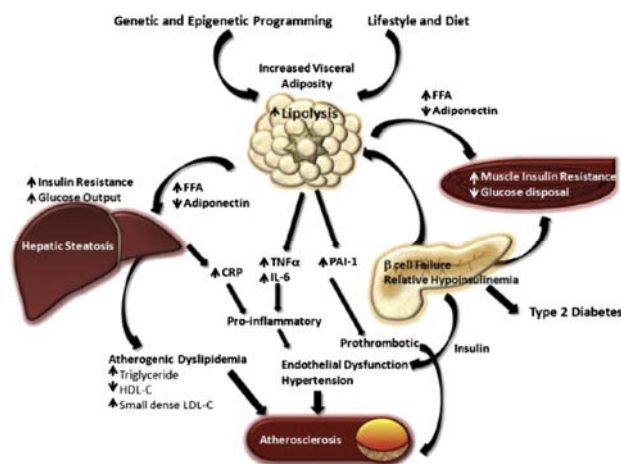 Genetic and Epigenetic Programming
Lifestyle and Diet
Increased Visceral
Adiposity
↑ Lipolysis
↑ FFA
↓ Adiponectin
↑ Insulin Resistance
↑ Glucose Output
↑ FFA
↓ Adiponectin
↑ Muscle Insulin Resistance
↓ Glucose disposal
Hepatic Steatosis
↑ CRP
↑ TNFα
↑ IL-6
↑ PAI-1
β cell Failure
Relative Hypoinsulinemia
Type 2 Diabetes
Pro-inflammatory
Prothrombotic
Insulin
Atherogenic Dyslipidemia
↑ Triglyceride
↓ HDL-C
↑ Small dense LDL-C
Endothelial Dysfunction
Hypertension
Atherosclerosis